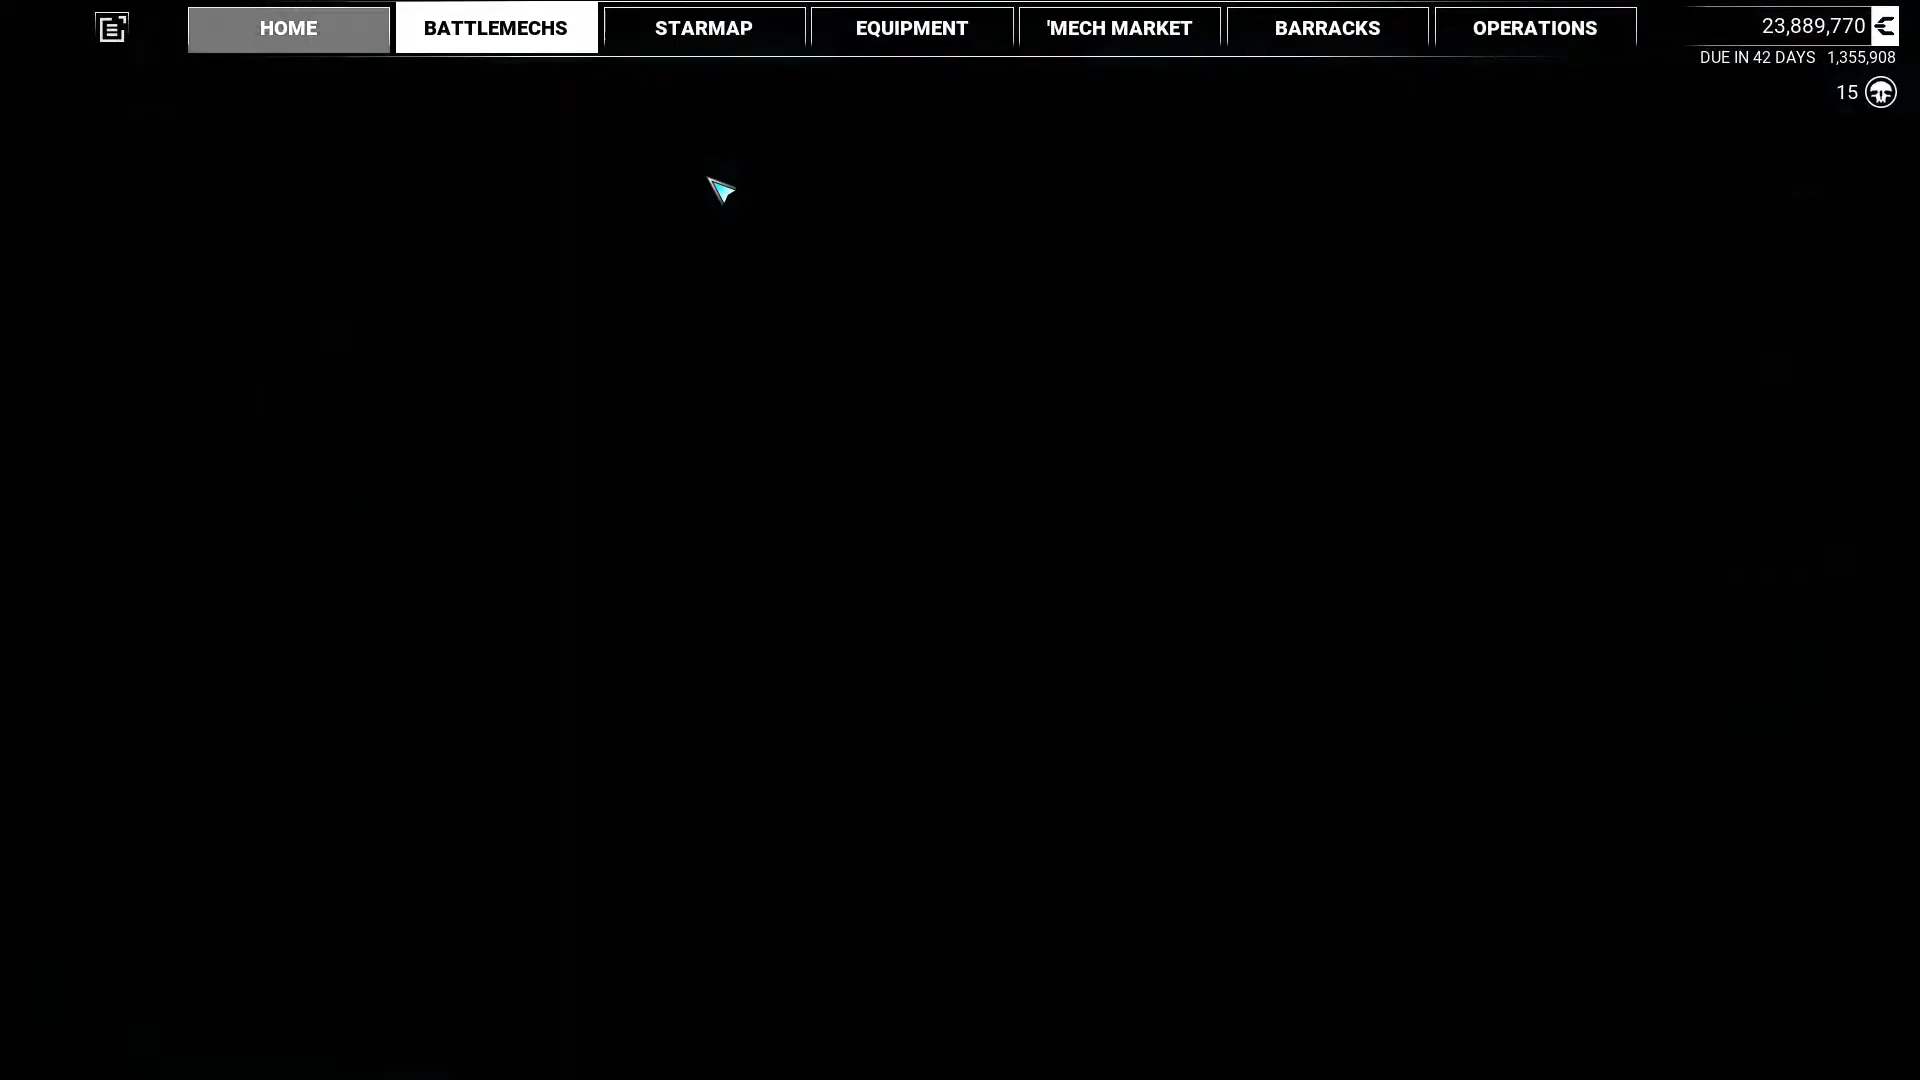 HOME
BATTLEMECHS
STARMAP
EQUIPMENT
'MECH MARKET
BARRACKS
OPERATIONS
23,889,770
DUE IN 42 DAYS 1,355,908
15